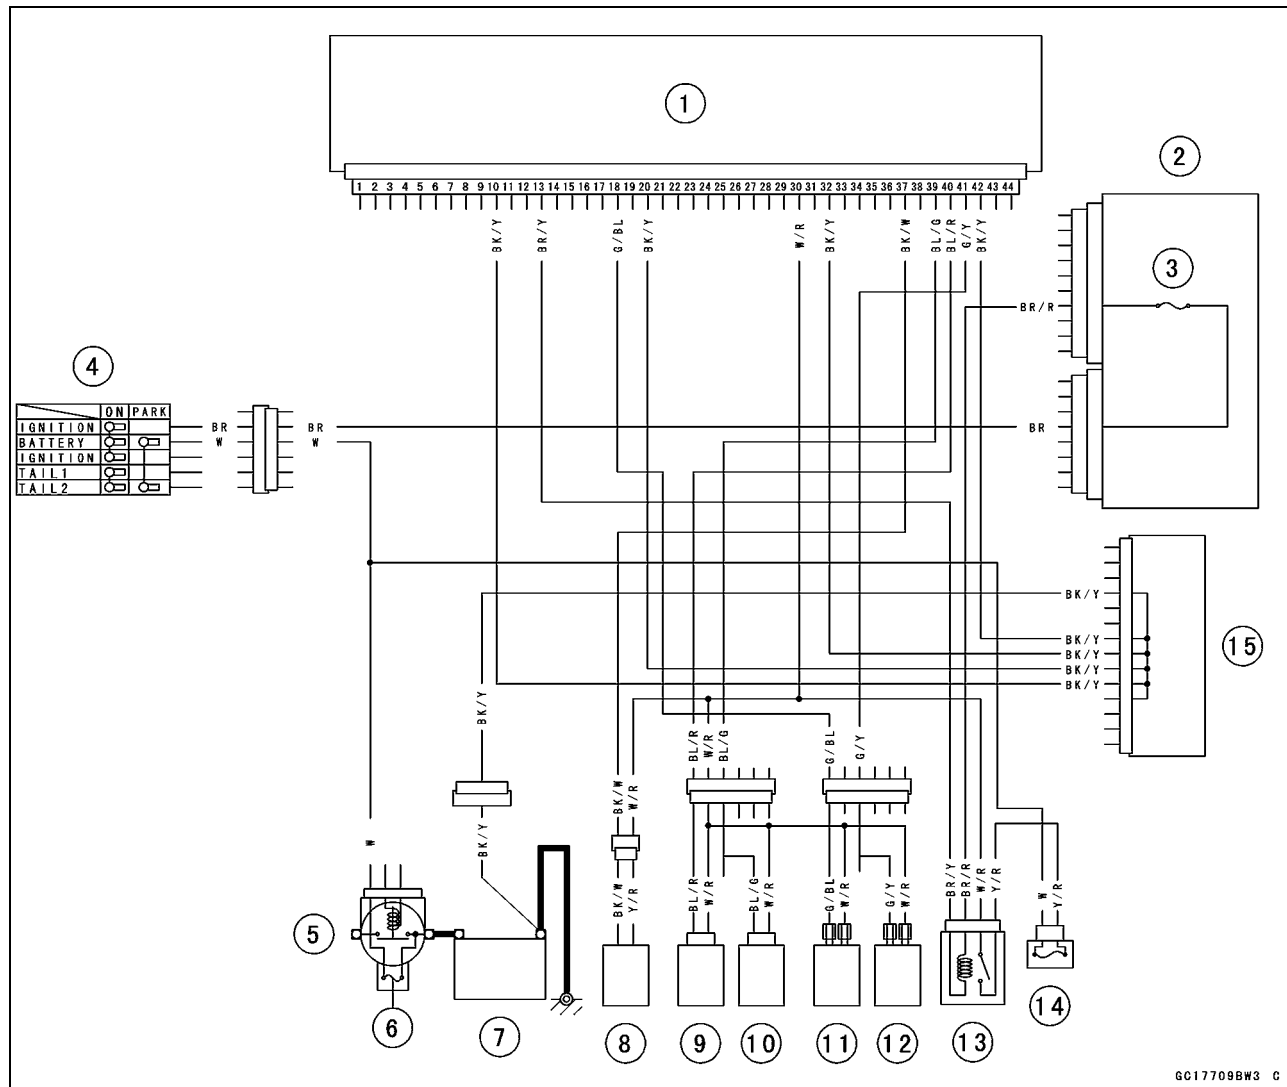 1
2
3
1 2 3 4 5 6 7 8 9 10 11 12 13 14 15 16 17 18 19 20 21 22 23 24 25 26 27 28 29 30 31 32 33 34 35 36 37 38 39 40 41 42 43 44
BK/Y BR/Y G/BL BK/Y W/R BK/Y BK/W BL/G BL/R G/Y BK/Y
BR/R
4
ON PARK
IGNITION
BATTERY
IGNITION
TAIL1
TAIL2
BR BR BR
W W
BK/Y
BK/Y
BK/Y
BK/Y
BK/Y
15
BK/Y
BL/R W/R BL/G G/BL G/Y
BK/W W/R
W BK/Y
BK/W Y/R BL/R W/R BL/G W/R G/BL W/R G/Y W/R BR/Y BR/R W/R Y/R W Y/R
5
6
7
8
9
10
11
12
13
14
GC17709BW3 C